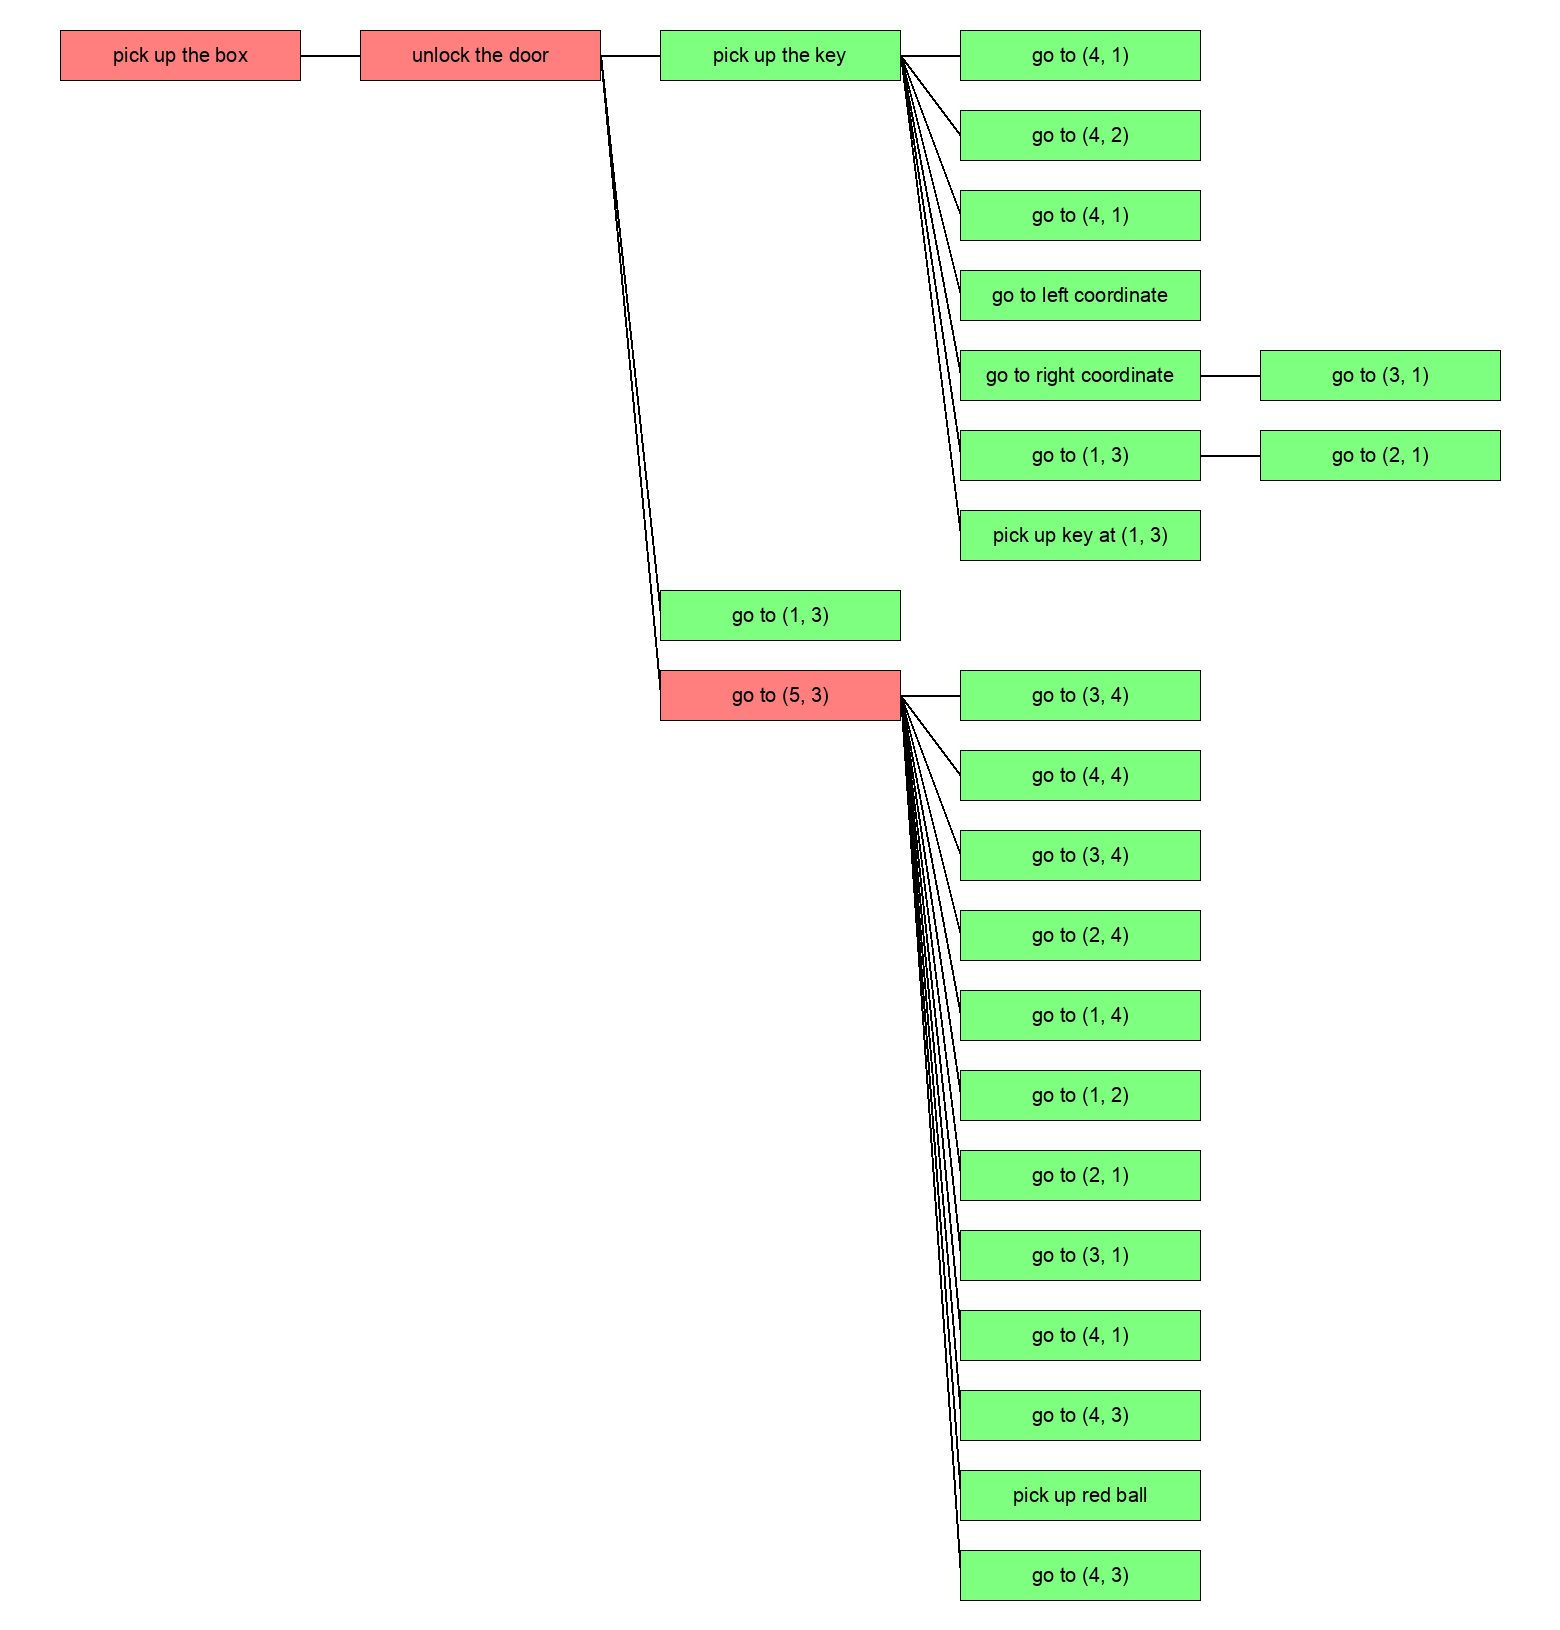 pick up the box
unlock the door
pick up the key
go to (4, 1)
go to (4, 2)
go to (4, 1)
go to left coordinate
go to right coordinate
go to (3, 1)
go to (1, 3)
go to (2, 1)
pick up key at (1, 3)
go to (1, 3)
go to (5, 3)
go to (3, 4)
go to (4, 4)
go to (3, 4)
go to (2, 4)
go to (1, 4)
go to (1, 2)
go to (2, 1)
go to (3, 1)
go to (4, 1)
go to (4, 3)
pick up red ball
go to (4, 3)